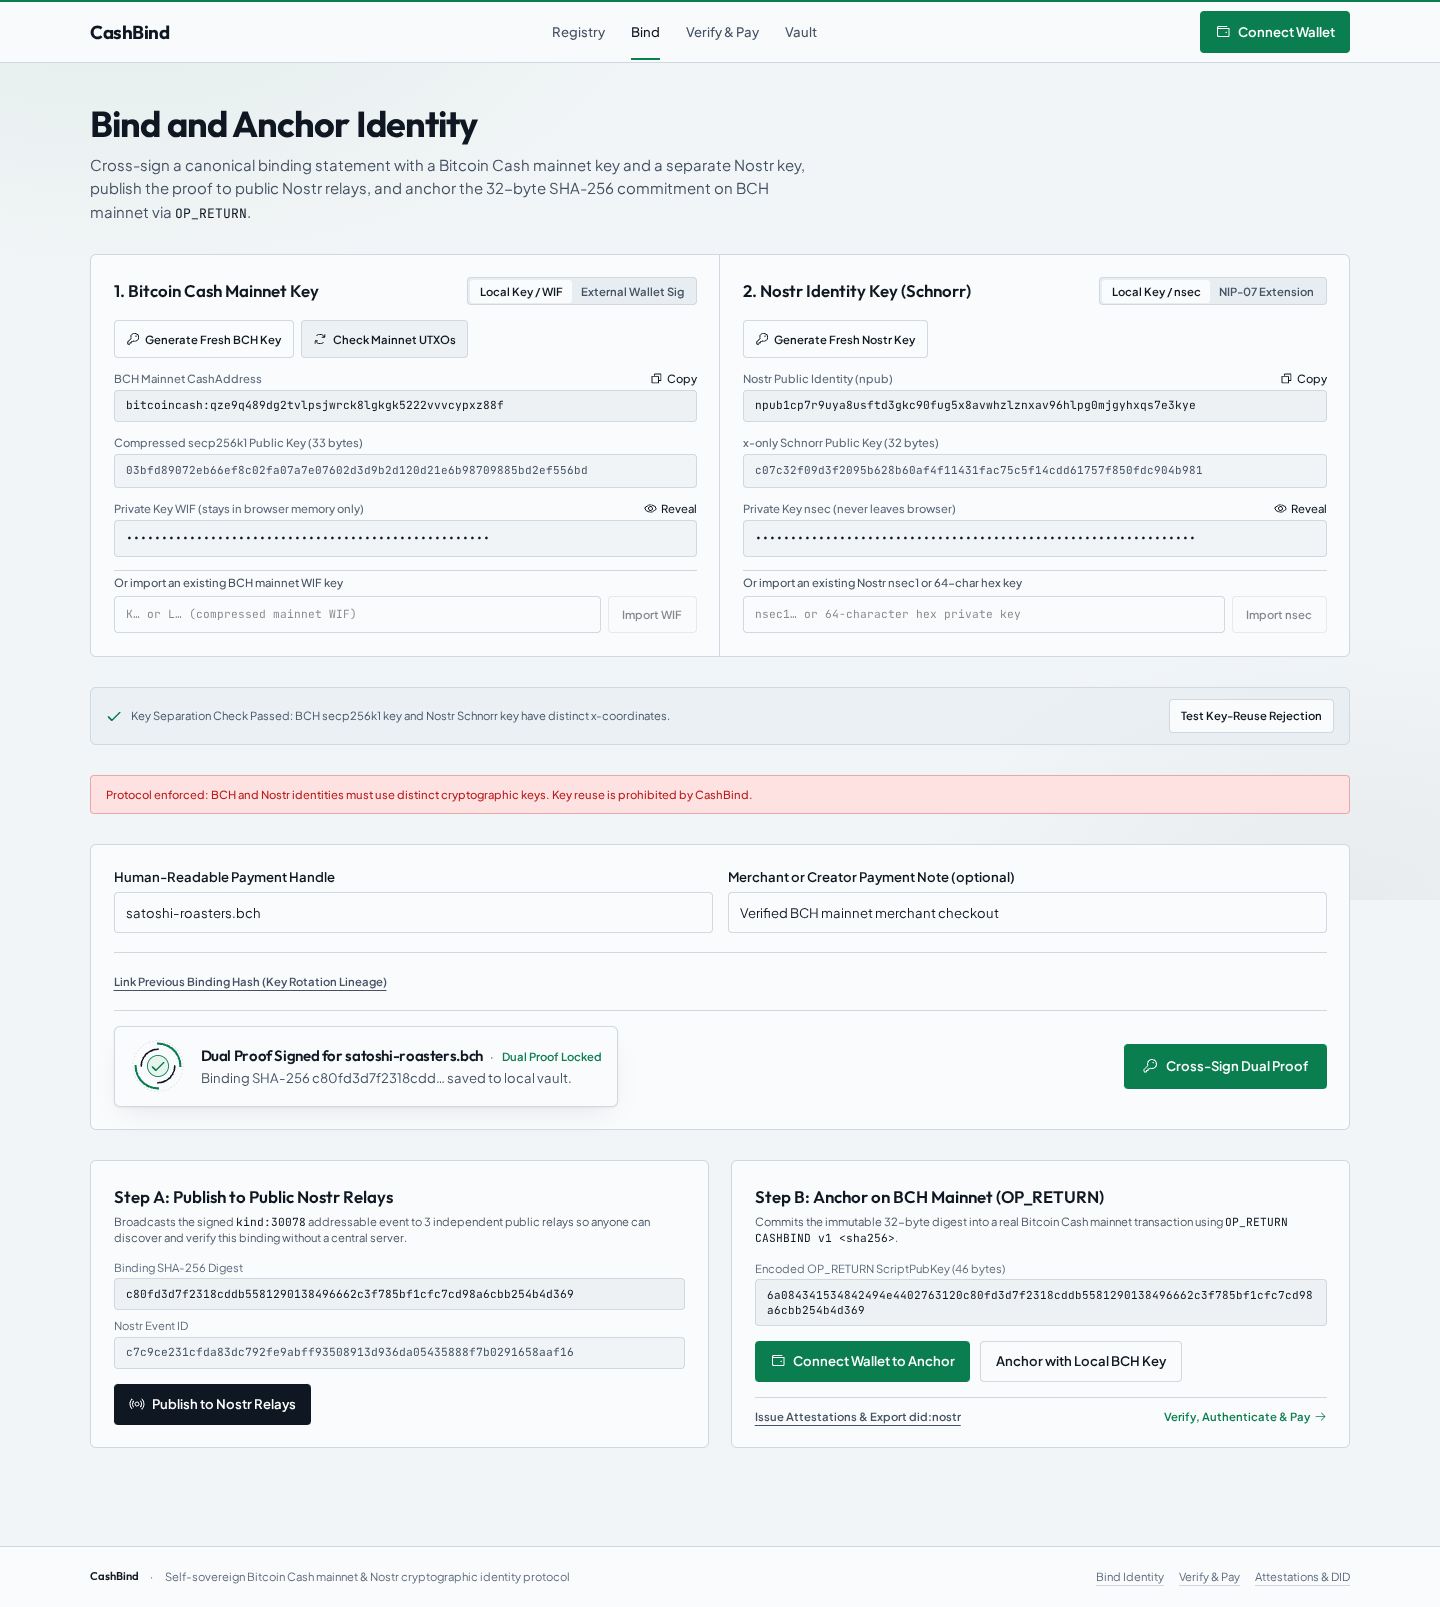 CashBind
Registry
Bind
Verify & Pay
Vault
Connect Wallet
Bind and Anchor Identity
Cross-sign a canonical binding statement with a Bitcoin Cash mainnet key and a separate Nostr key,
publish the proof to public Nostr relays, and anchor the 32-byte SHA-256 commitment on BCH
mainnet via OP_RETURN.
1. Bitcoin Cash Mainnet Key
Local Key / WIF
External Wallet Sig
Generate Fresh BCH Key
Check Mainnet UTXOs
BCH Mainnet CashAddress
Copy
bitcoincash:qze9q489dg2tvlpsjwrck8lgkgk5222vvvcypxz88f
Compressed secp256k1 Public Key (33 bytes)
03bfd89072eb66ef8c02fa07a7e07602d3d9b2d120d21e6b98709885bd2ef556bd
Private Key WIF (stays in browser memory only)
Reveal
••••••••••••••••••••••••••••••••••••••••••••••••••••
Or import an existing BCH mainnet WIF key
K… or L… (compressed mainnet WIF)
Import WIF
2. Nostr Identity Key (Schnorr)
Local Key / nsec
NIP-07 Extension
Generate Fresh Nostr Key
Nostr Public Identity (npub)
Copy
npub1cp7r9uya8usftd3gkc90fug5x8avwhzlznxav96hlpg0mjgyhxqs7e3kye
x-only Schnorr Public Key (32 bytes)
c07c32f09d3f2095b628b60af4f11431fac75c5f14cdd61757f850fdc904b981
Private Key nsec (never leaves browser)
Reveal
•••••••••••••••••••••••••••••••••••••••••••••••••••••••••••••••
Or import an existing Nostr nsec1 or 64-char hex key
nsec1… or 64-character hex private key
Import nsec
Key Separation Check Passed: BCH secp256k1 key and Nostr Schnorr key have distinct x-coordinates.
Test Key-Reuse Rejection
Protocol enforced: BCH and Nostr identities must use distinct cryptographic keys. Key reuse is prohibited by CashBind.
Human-Readable Payment Handle
satoshi-roasters.bch
Merchant or Creator Payment Note (optional)
Verified BCH mainnet merchant checkout
Link Previous Binding Hash (Key Rotation Lineage)
Dual Proof Signed for satoshi-roasters.bch · Dual Proof Locked
Binding SHA-256 c80fd3d7f2318cdd… saved to local vault.
Cross-Sign Dual Proof
Step A: Publish to Public Nostr Relays
Broadcasts the signed kind:30078 addressable event to 3 independent public relays so anyone can
discover and verify this binding without a central server.
Binding SHA-256 Digest
c80fd3d7f2318cddb5581290138496662c3f785bf1cfc7cd98a6cbb254b4d369
Nostr Event ID
c7c9ce231cfda83dc792fe9abff93508913d936da05435888f7b0291658aaf16
Publish to Nostr Relays
Step B: Anchor on BCH Mainnet (OP_RETURN)
Commits the immutable 32-byte digest into a real Bitcoin Cash mainnet transaction using OP_RETURN
CASHBIND v1 <sha256>.
Encoded OP_RETURN ScriptPubKey (46 bytes)
6a084341534842494e4402763120c80fd3d7f2318cddb5581290138496662c3f785bf1cfc7cd98
a6cbb254b4d369
Connect Wallet to Anchor
Anchor with Local BCH Key
Issue Attestations & Export did:nostr
Verify, Authenticate & Pay →
CashBind · Self-sovereign Bitcoin Cash mainnet & Nostr cryptographic identity protocol
Bind Identity
Verify & Pay
Attestations & DID